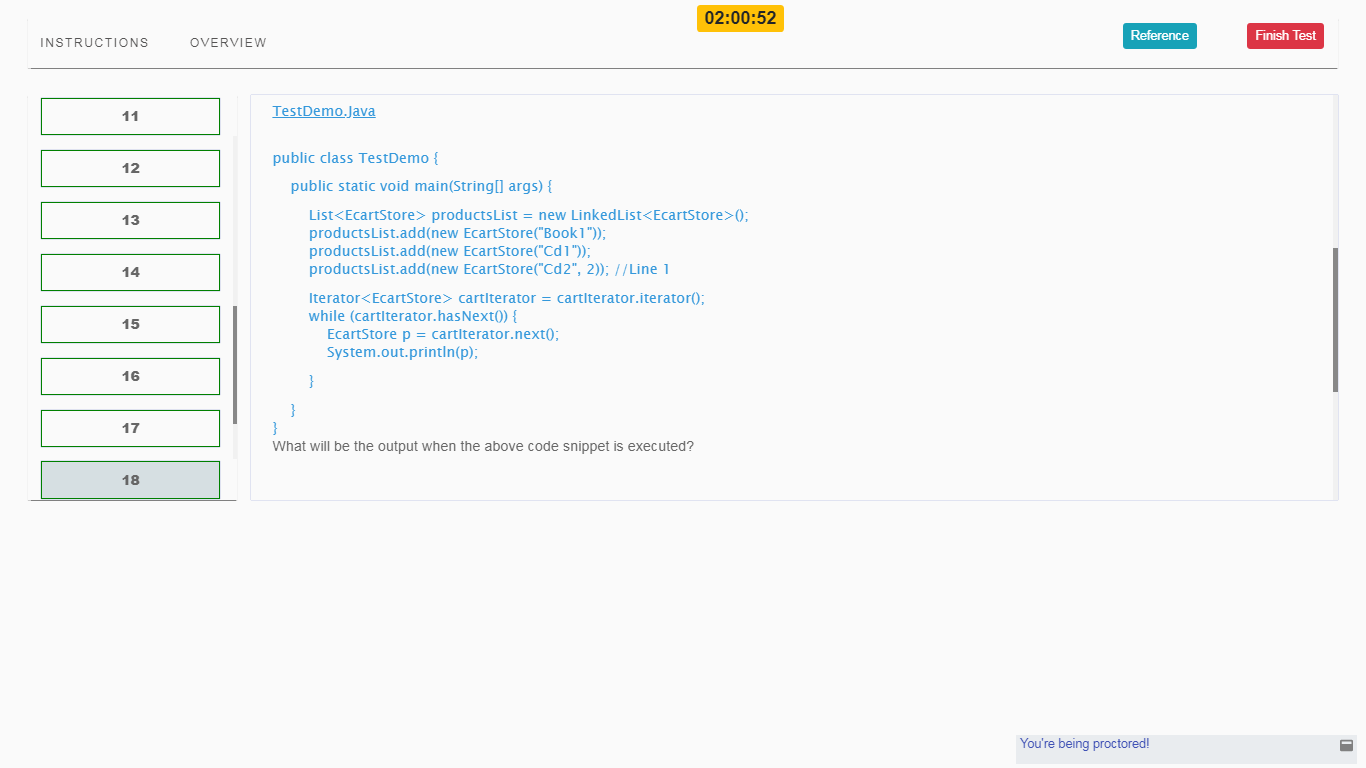 02:00:52
INSTRUCTIONS
OVERVIEW
Reference
Finish Test
11
12
13
14
15
16
17
18
TestDemo.Java
public class TestDemo {
public static void main(String[] args) {
List<EcartStore> productsList = new LinkedList<EcartStore>();
productsList.add(new EcartStore("Book1"));
productsList.add(new EcartStore("Cd1"));
productsList.add(new EcartStore("Cd2", 2)); //Line 1
Iterator<EcartStore> cartIterator = cartIterator.iterator();
while (cartIterator.hasNext()) {
EcartStore p = cartIterator.next();
System.out.println(p);
}
}
}
What will be the output when the above code snippet is executed?
You're being proctored!